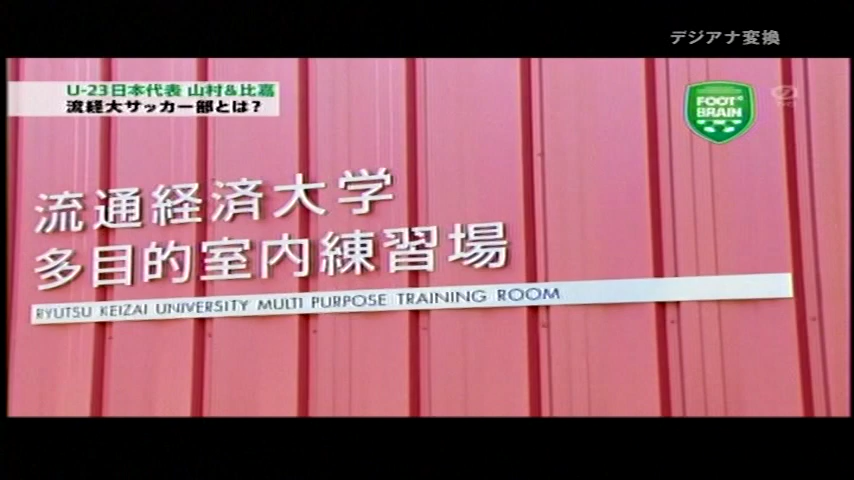 デジアナ変換
U-23日本代表 山村&比嘉
流経大サッカー部とは?
FOOT
BRAIN
流通経済大学
多目的室内練習場
RYUTSU KEIZAI UNIVERSITY MULTI PURPOSE TRAINING ROOM